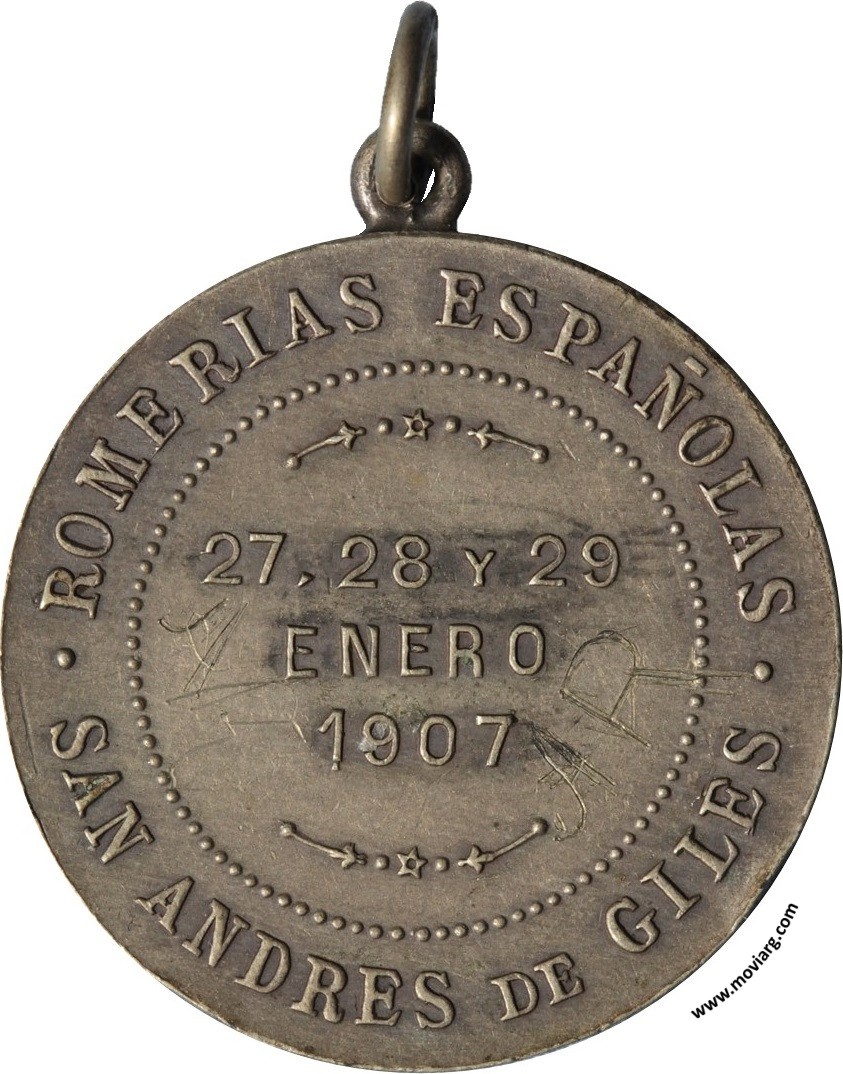 · ROMERIAS ESPAÑOLAS ·
27, 28 Y 29
ENERO
1907
SAN ANDRES DE GILES
www.moviarg.com